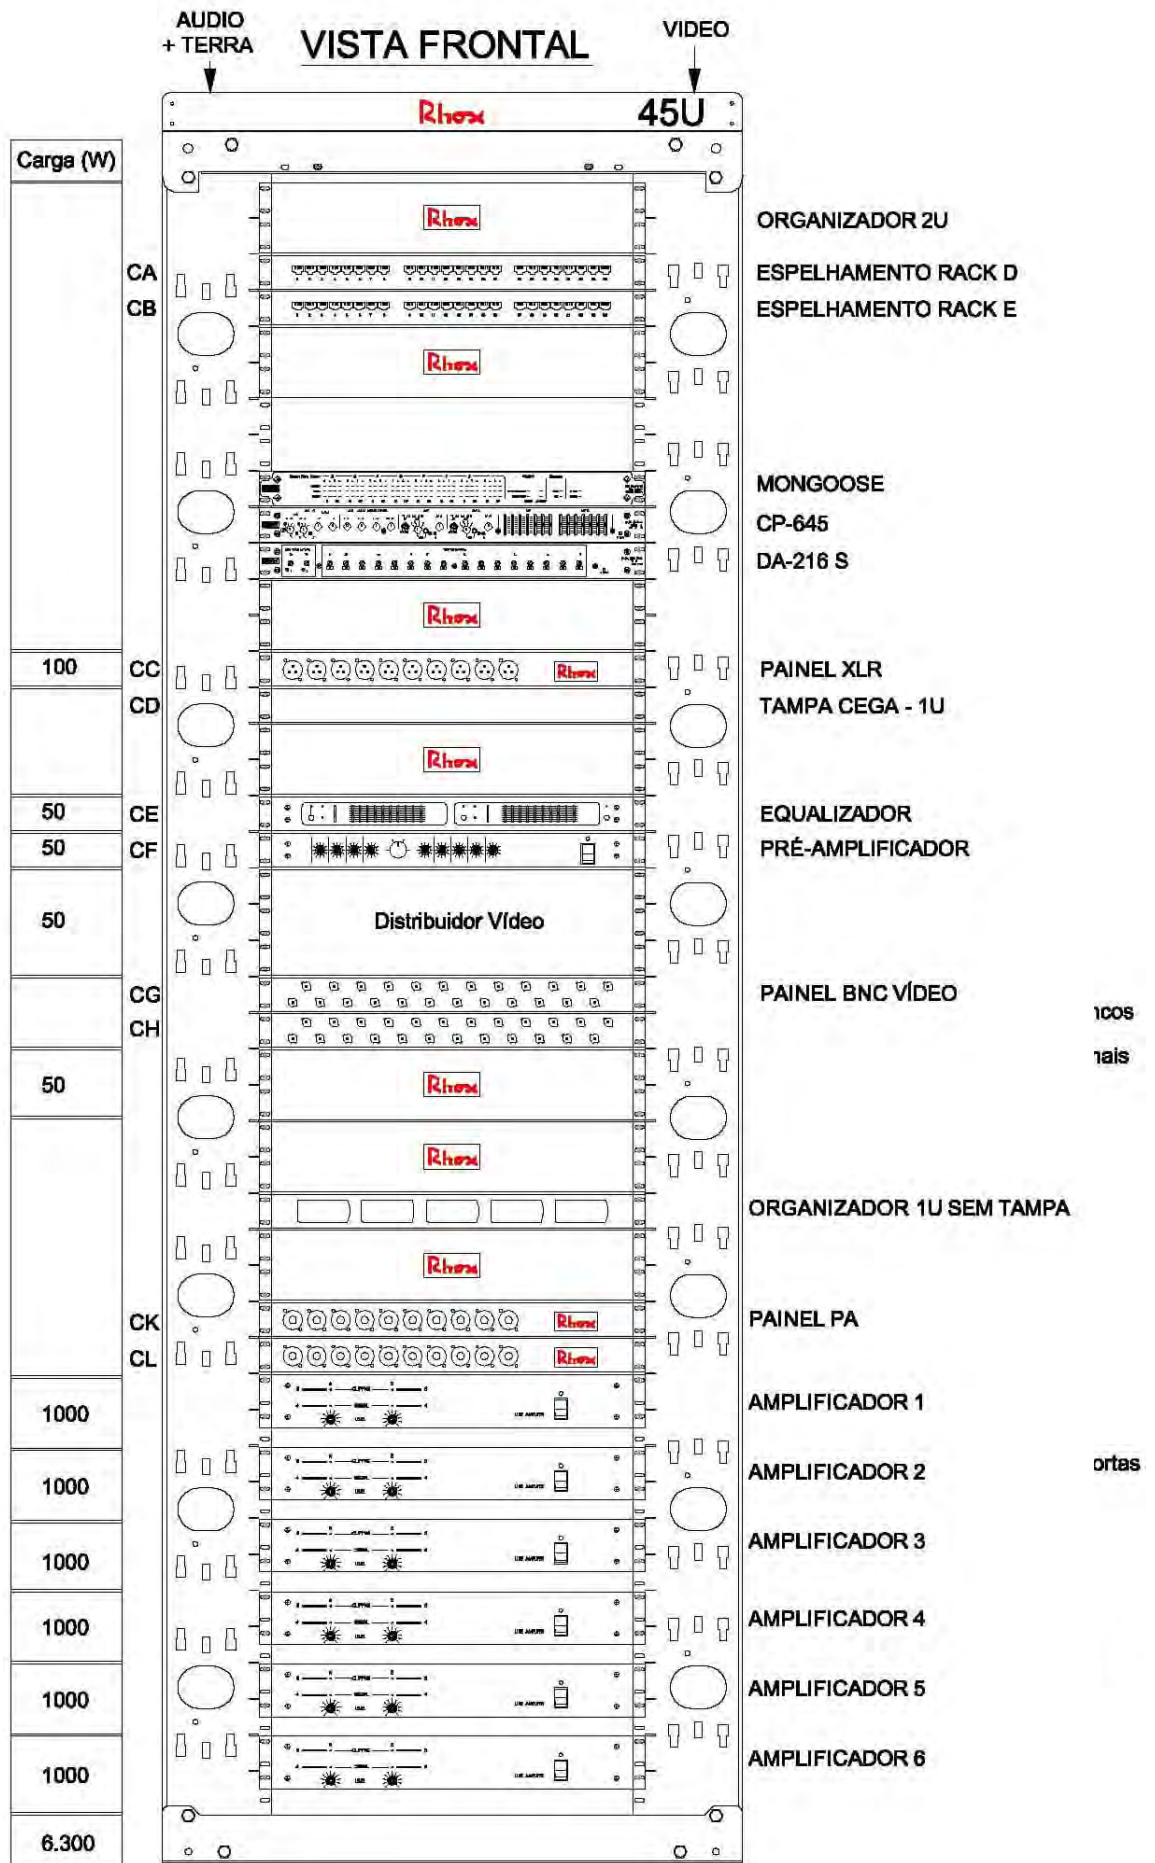 AUDIO
+ TERRA
VISTA FRONTAL
VIDEO
Rhox
45U
Carga (W)
Rhox
ORGANIZADOR 2U
CA
ESPELHAMENTO RACK D
CB
ESPELHAMENTO RACK E
Rhox
MONGOOSE
CP-645
DA-216 S
Rhox
100
CC
Rhox
PAINEL XLR
CD
TAMPA CEGA - 1U
Rhox
50
CE
EQUALIZADOR
50
CF
PRÉ-AMPLIFICADOR
50
Distribuidor Vídeo
CG
PAINEL BNC VÍDEO
ncos
CH
nais
50
Rhox
Rhox
ORGANIZADOR 1U SEM TAMPA
Rhox
CK
Rhox
PAINEL PA
CL
Rhox
1000
AMPLIFICADOR 1
1000
AMPLIFICADOR 2
ortas
1000
AMPLIFICADOR 3
1000
AMPLIFICADOR 4
1000
AMPLIFICADOR 5
1000
AMPLIFICADOR 6
6.300